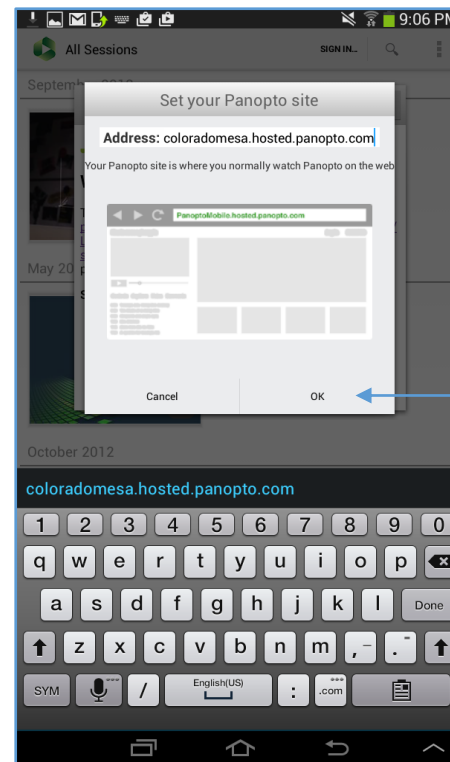 9:06 PM
All Sessions
SIGN IN...
Set your Panopto site
Address: coloradomesa.hosted.panopto.com
Your Panopto site is where you normally watch Panopto on the web
PanoptoMobile.hosted.panopto.com
May 20
Cancel
OK
October 2012
coloradomesa.hosted.panopto.com
1 2 3 4 5 6 7 8 9 0
q w e r t y u i o p
a s d f g h j k l Done
z x c v b n m ,- .
SYM / English(US) : .com